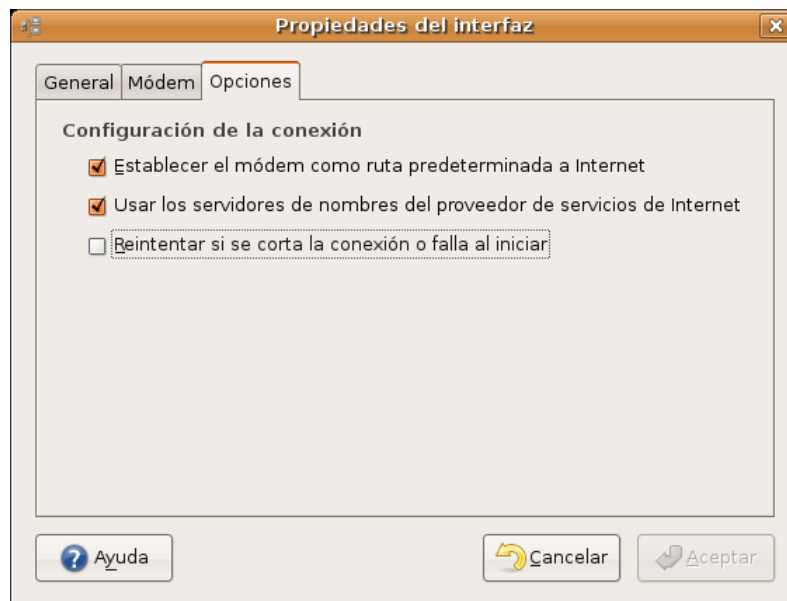 Propiedades del interfaz
General Módem Opciones
Configuración de la conexión
Establecer el módem como ruta predeterminada a Internet
Usar los servidores de nombres del proveedor de servicios de Internet
Reintentar si se corta la conexión o falla al iniciar
Ayuda Cancelar Aceptar